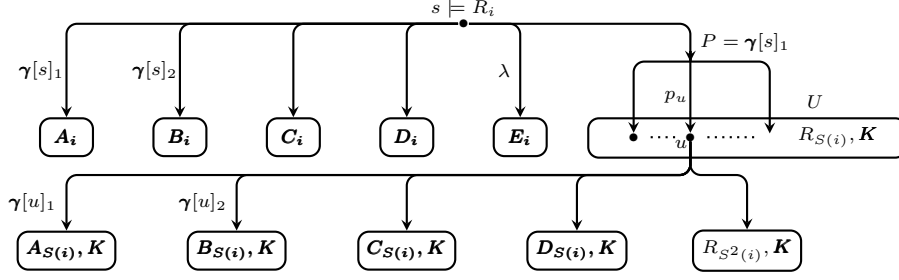 s ⊨ R_i
P = γ[s]_1
γ[s]_1 γ[s]_2 λ p_u U
A_i B_i C_i D_i E_i ..... ....... R_{S(i)}, K
u
γ[u]_1 γ[u]_2
A_{S(i)}, K B_{S(i)}, K C_{S(i)}, K D_{S(i)}, K R_{S^2(i)}, K